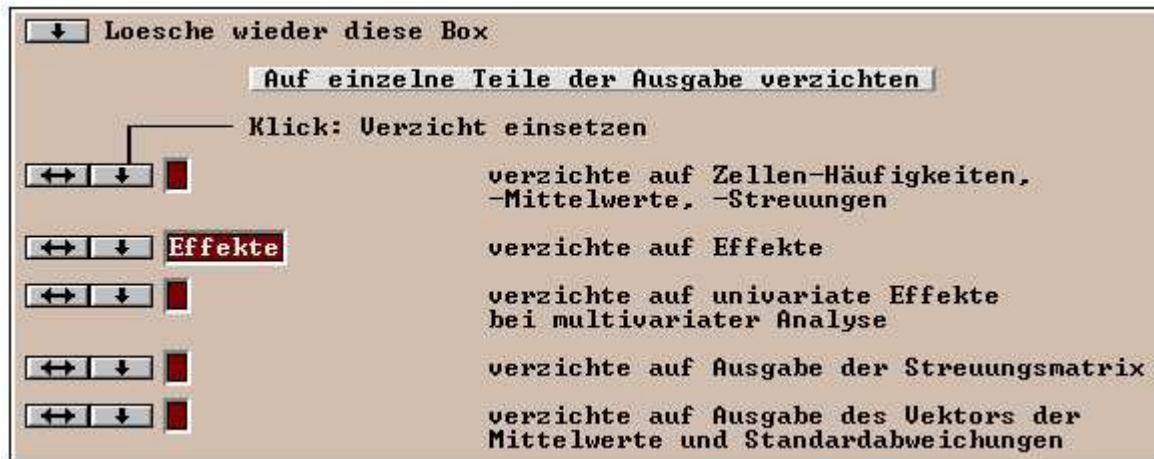 Loesche wieder diese Box
Auf einzelne Teile der Ausgabe verzichten
Klick: Verzicht einsetzen
verzichte auf Zellen-Häufigkeiten,
-Mittelwerte, -Streuungen
Effekte verzichte auf Effekte
verzichte auf univariate Effekte
bei multivariater Analyse
verzichte auf Ausgabe der Streuungsmatrix
verzichte auf Ausgabe des Vektors der
Mittelwerte und Standardabweichungen